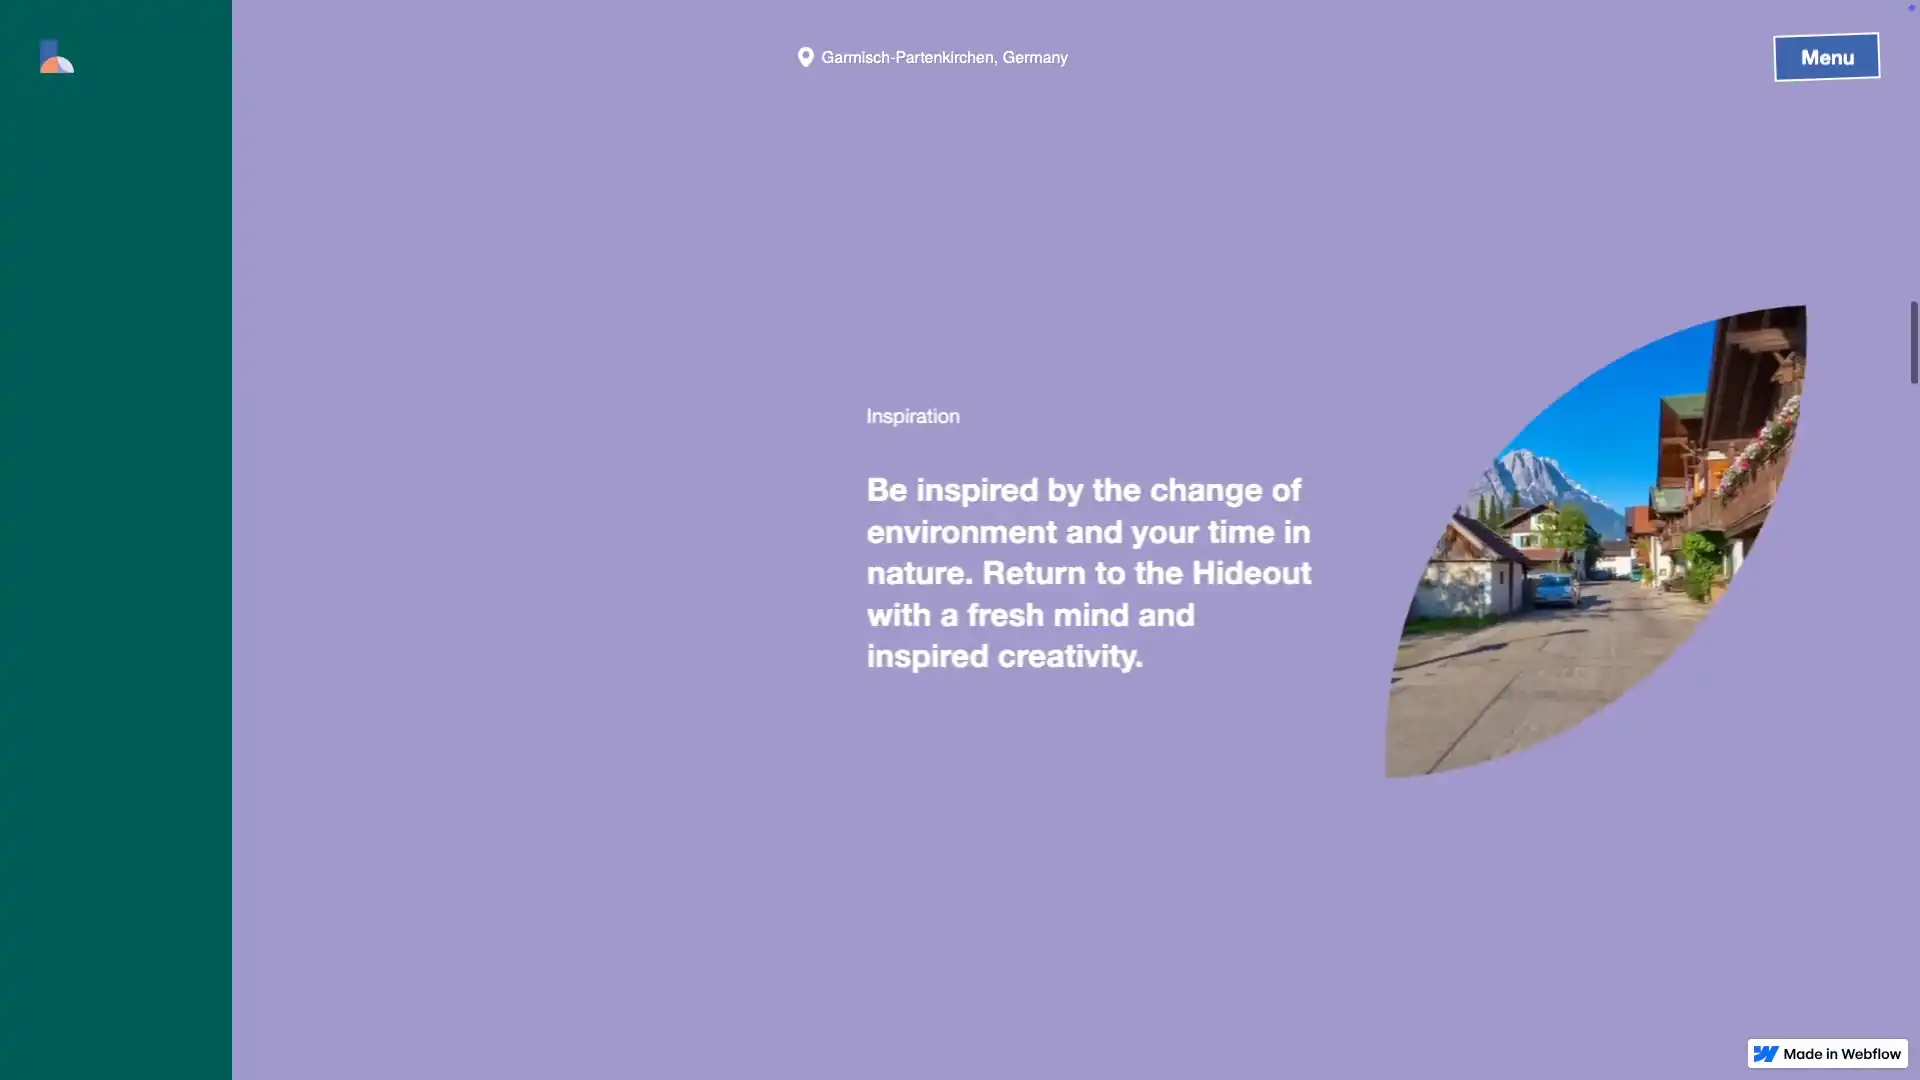 Garmisch-Partenkirchen, Germany
Menu
Inspiration
Be inspired by the change of
environment and your time in
nature. Return to the Hideout
with a fresh mind and
inspired creativity.
Made in Webflow